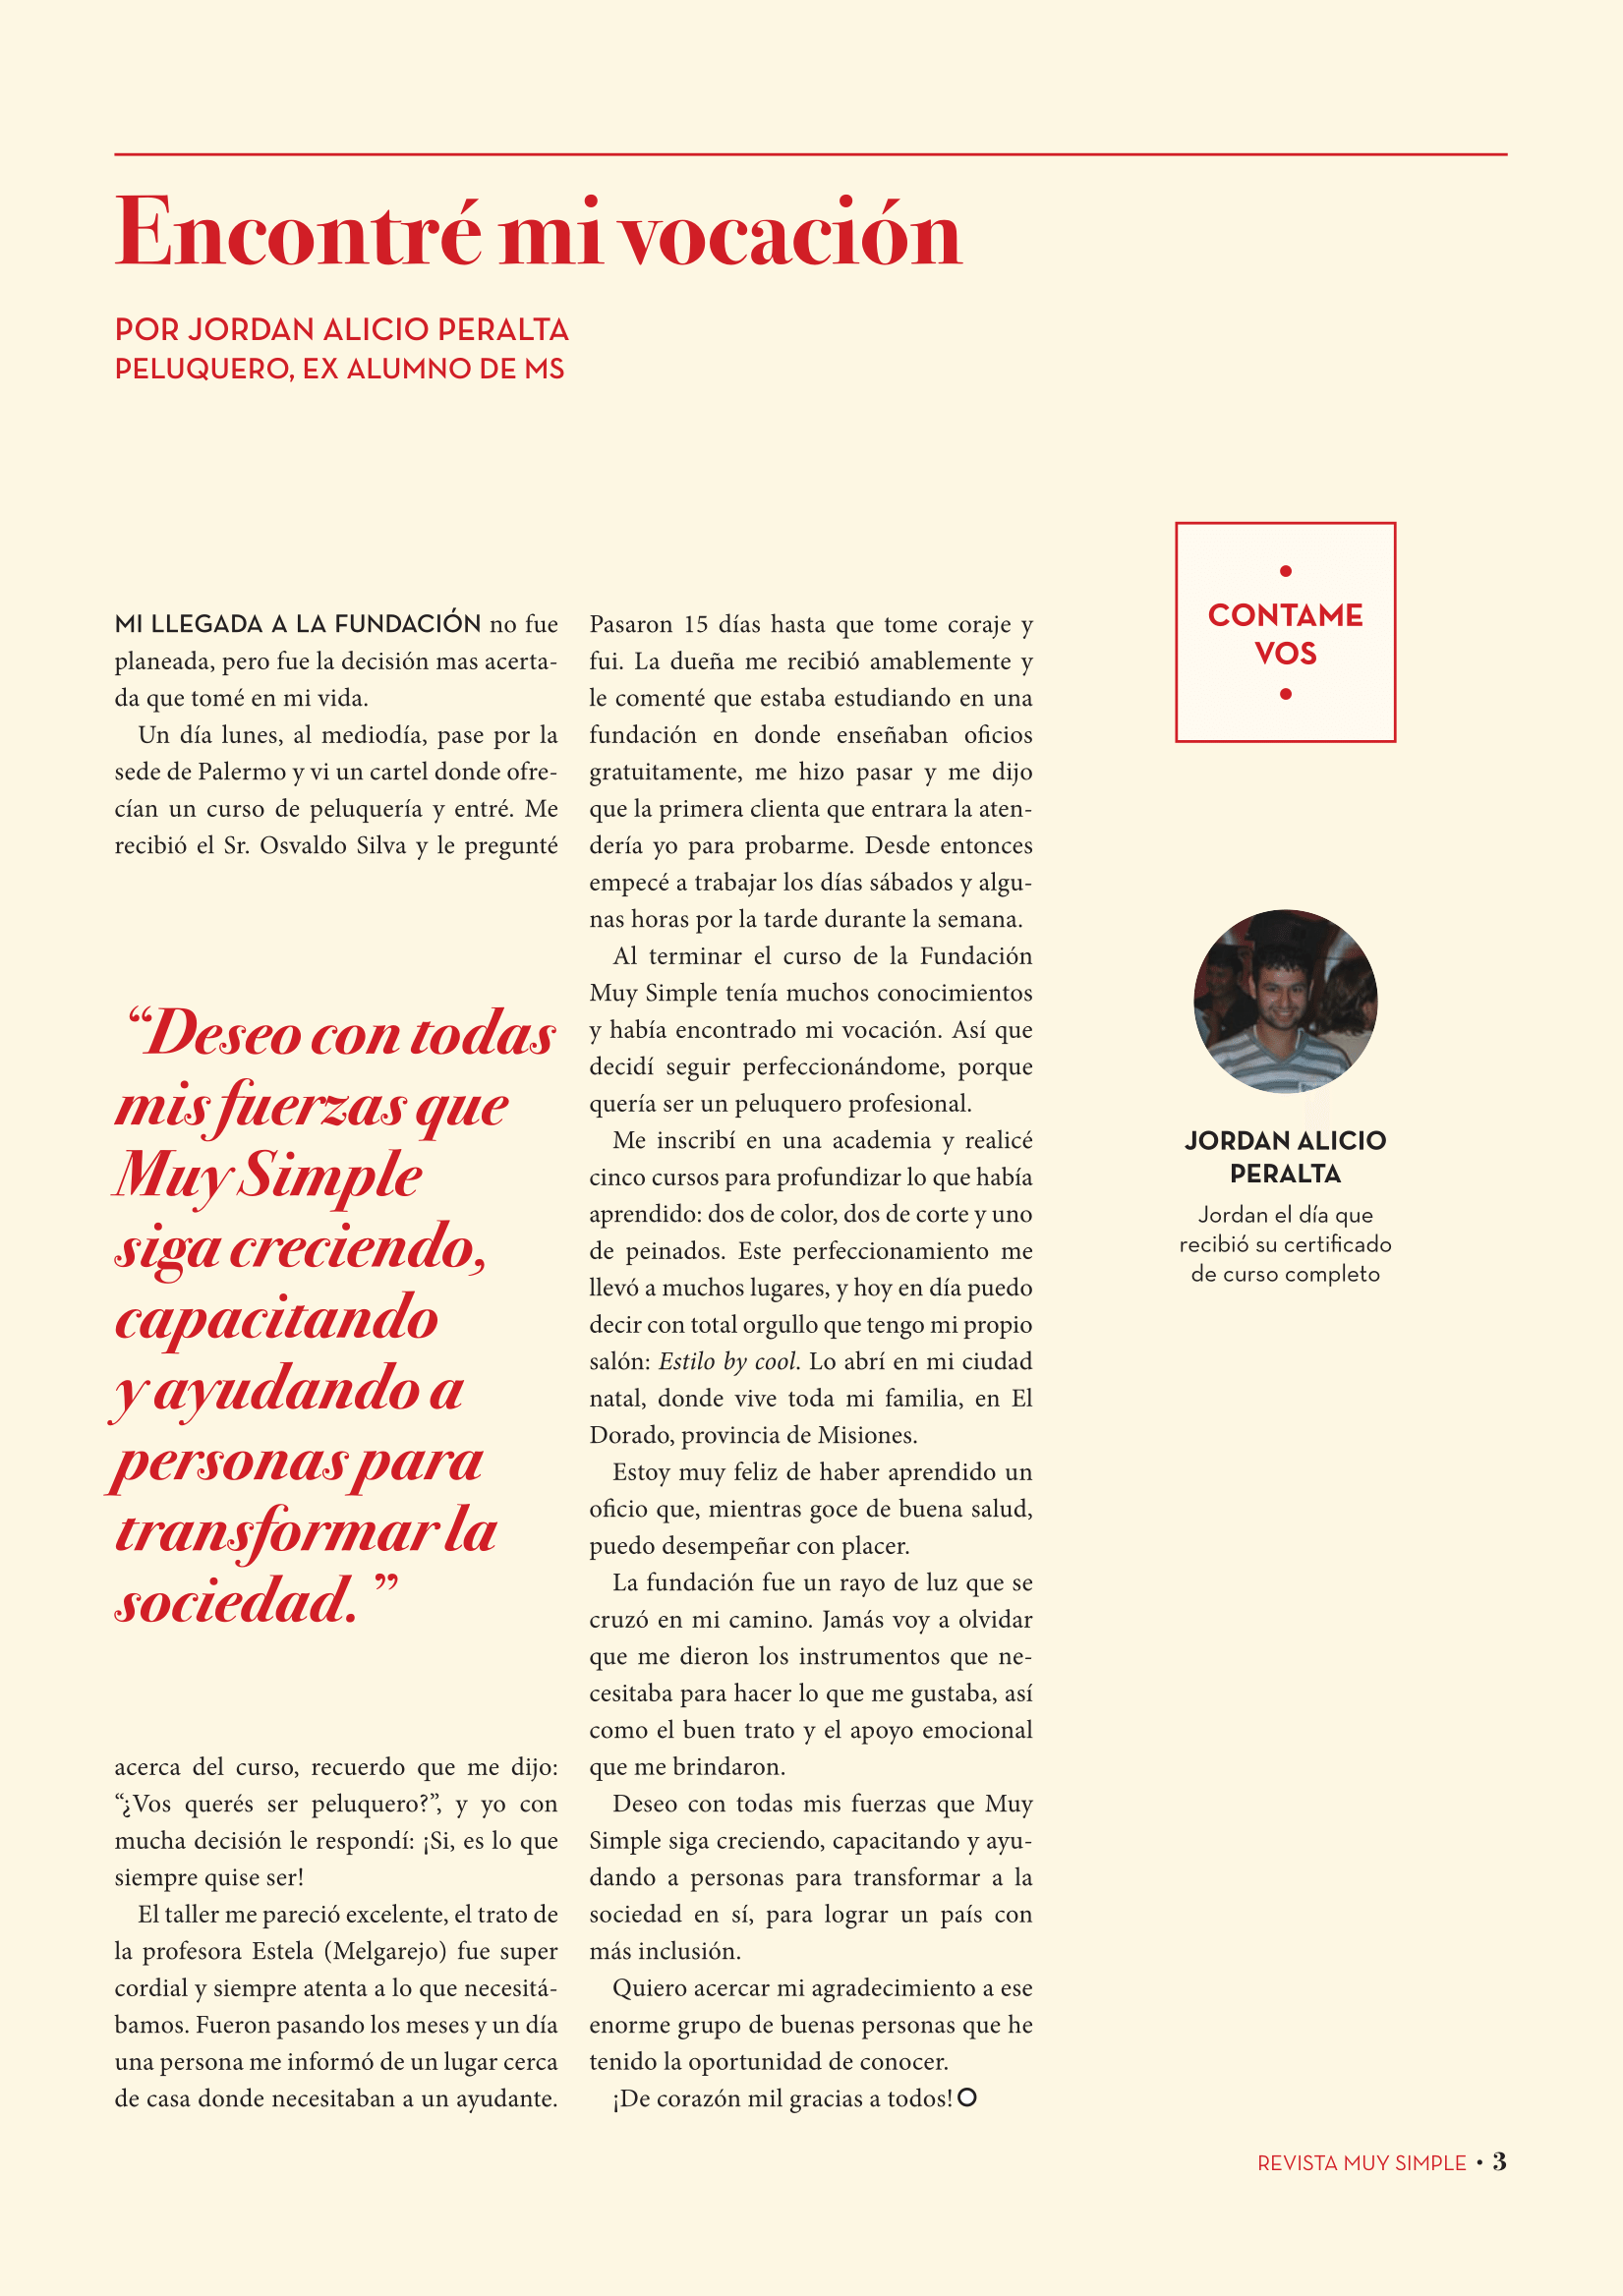 Encontré mi vocación
POR JORDAN ALICIO PERALTA
PELUQUERO, EX ALUMNO DE MS
MI LLEGADA A LA FUNDACIÓN no fue
planeada, pero fue la decisión mas acerta-
da que tomé en mi vida.
Un día lunes, al mediodía, pase por la
sede de Palermo y vi un cartel donde ofre-
cían un curso de peluquería y entré. Me
recibió el Sr. Osvaldo Silva y le pregunté
“Deseo con todas
mis fuerzas que
Muy Simple
siga creciendo,
capacitando
y ayudando a
personas para
transformar la
sociedad.”
acerca del curso, recuerdo que me dijo:
“¿Vos querés ser peluquero?”, y yo con
mucha decisión le respondí: ¡Si, es lo que
siempre quise ser!
El taller me pareció excelente, el trato de
la profesora Estela (Melgarejo) fue super
cordial y siempre atenta a lo que necesitá-
bamos. Fueron pasando los meses y un día
una persona me informó de un lugar cerca
de casa donde necesitaban a un ayudante.
Pasaron 15 días hasta que tome coraje y
fui. La dueña me recibió amablemente y
le comenté que estaba estudiando en una
fundación en donde enseñaban oficios
gratuitamente, me hizo pasar y me dijo
que la primera clienta que entrara la aten-
dería yo para probarme. Desde entonces
empecé a trabajar los días sábados y algu-
nas horas por la tarde durante la semana.
Al terminar el curso de la Fundación
Muy Simple tenía muchos conocimientos
y había encontrado mi vocación. Así que
decidí seguir perfeccionándome, porque
quería ser un peluquero profesional.
Me inscribí en una academia y realicé
cinco cursos para profundizar lo que había
aprendido: dos de color, dos de corte y uno
de peinados. Este perfeccionamiento me
llevó a muchos lugares, y hoy en día puedo
decir con total orgullo que tengo mi propio
salón: Estilo by cool. Lo abrí en mi ciudad
natal, donde vive toda mi familia, en El
Dorado, provincia de Misiones.
Estoy muy feliz de haber aprendido un
oficio que, mientras goce de buena salud,
puedo desempeñar con placer.
La fundación fue un rayo de luz que se
cruzó en mi camino. Jamás voy a olvidar
que me dieron los instrumentos que ne-
cesitaba para hacer lo que me gustaba, así
como el buen trato y el apoyo emocional
que me brindaron.
Deseo con todas mis fuerzas que Muy
Simple siga creciendo, capacitando y ayu-
dando a personas para transformar a la
sociedad en sí, para lograr un país con
más inclusión.
Quiero acercar mi agradecimiento a ese
enorme grupo de buenas personas que he
tenido la oportunidad de conocer.
¡De corazón mil gracias a todos!
CONTAME
VOS
JORDAN ALICIO
PERALTA
Jordan el día que
recibió su certificado
de curso completo
REVISTA MUY SIMPLE • 3